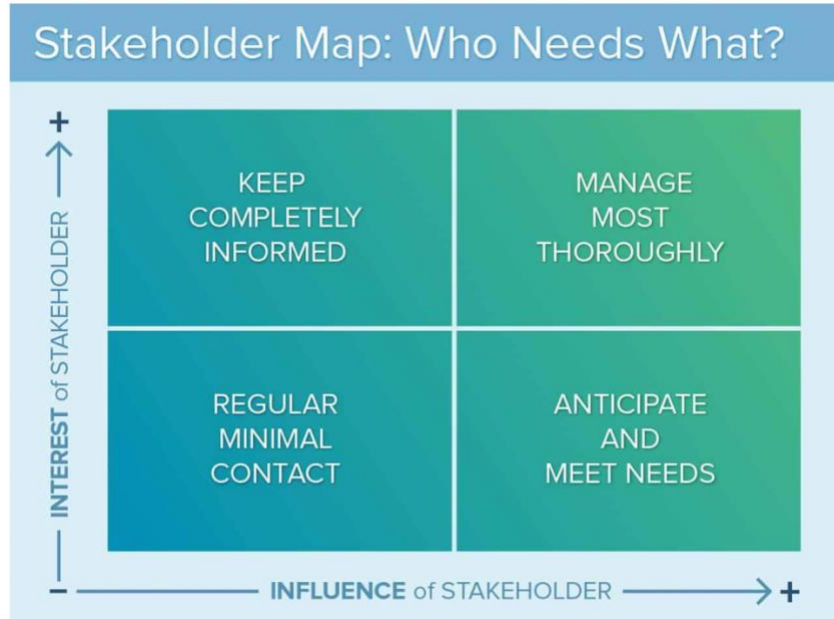 Stakeholder Map: Who Needs What?
+
INTEREST of STAKEHOLDER
KEEP
COMPLETELY
INFORMED
MANAGE
MOST
THOROUGHLY
REGULAR
MINIMAL
CONTACT
ANTICIPATE
AND
MEET NEEDS
–
INFLUENCE of STAKEHOLDER
+